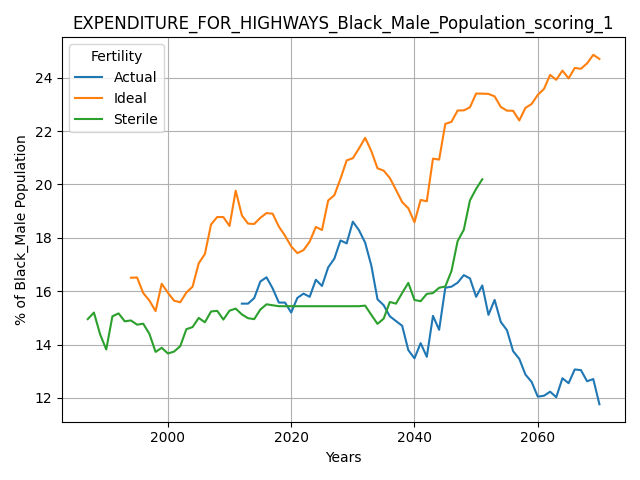 EXPENDITURE_FOR_HIGHWAYS_Black_Male_Population_scoring_1
Fertility
Actual
Ideal
Sterile
% of Black_Male Population
24
22
20
18
16
14
12
2000
2020
2040
2060
Years